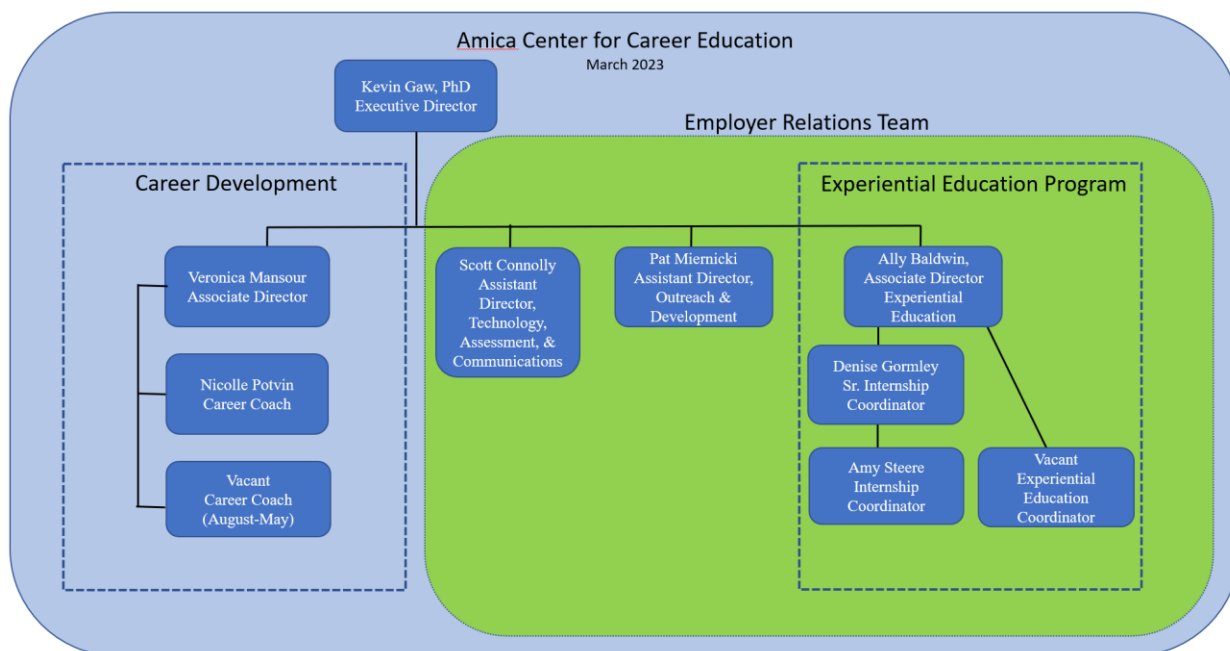 Amica Center for Career Education
March 2023
Kevin Gaw, PhD
Executive Director
Employer Relations Team
Career Development
Experiential Education Program
Veronica Mansour
Associate Director
Scott Connolly
Assistant
Director,
Technology,
Assessment, &
Communications
Pat Miernicki
Assistant Director,
Outreach &
Development
Ally Baldwin,
Associate Director
Experiential
Education
Nicolle Potvin
Career Coach
Denise Gormley
Sr. Internship
Coordinator
Vacant
Career Coach
(August-May)
Amy Steere
Internship
Coordinator
Vacant
Experiential
Education
Coordinator